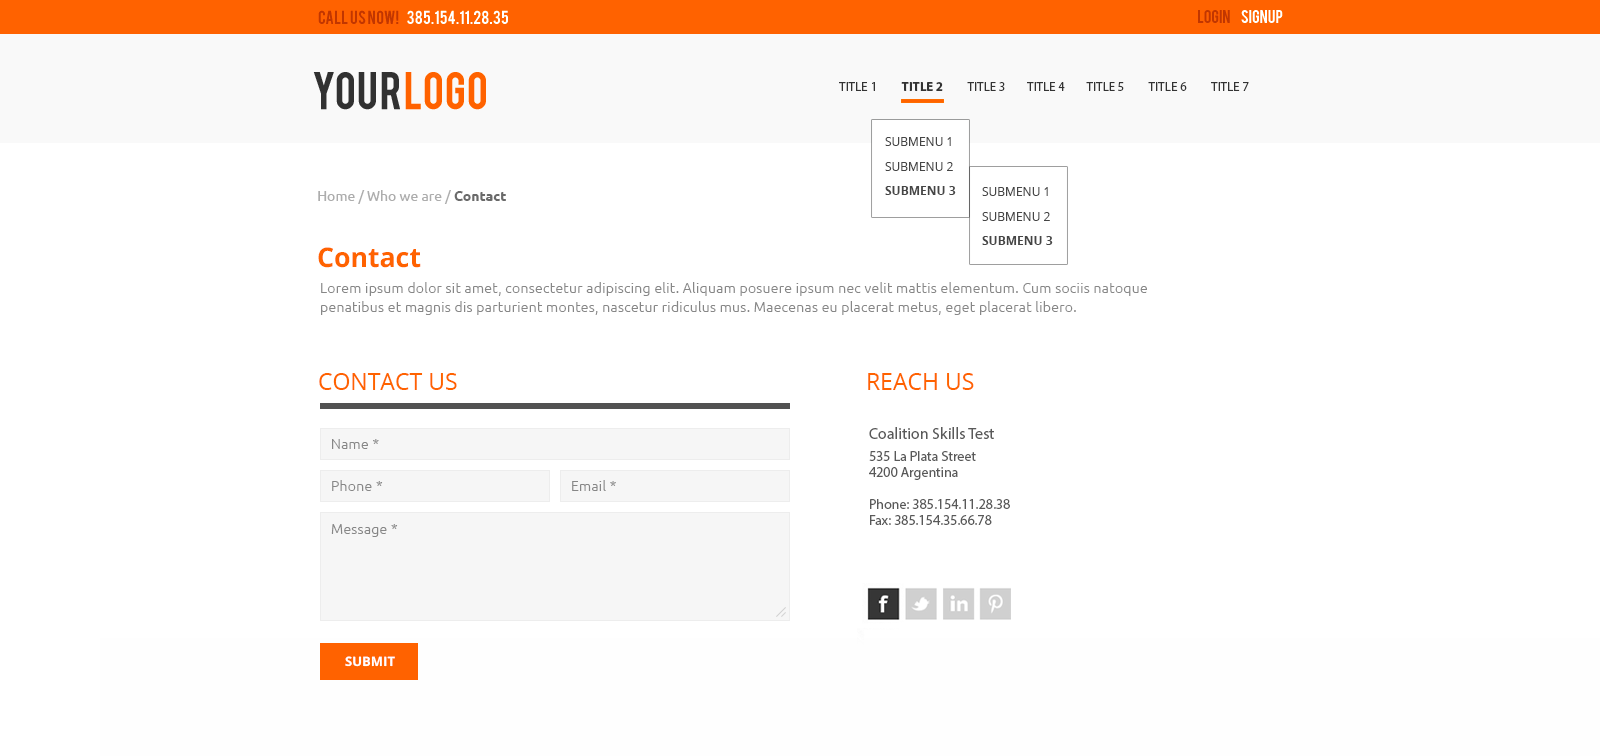 CALL US NOW! 385.154.11.28.35
LOGIN SIGNUP
YOURLOGO
TITLE 1 TITLE 2 TITLE 3 TITLE 4 TITLE 5 TITLE 6 TITLE 7
SUBMENU 1
SUBMENU 2
SUBMENU 3
SUBMENU 1
SUBMENU 2
SUBMENU 3
Home / Who we are / Contact
Contact
Lorem ipsum dolor sit amet, consectetur adipiscing elit. Aliquam posuere ipsum nec velit mattis elementum. Cum sociis natoque
penatibus et magnis dis parturient montes, nascetur ridiculus mus. Maecenas eu placerat metus, eget placerat libero.
CONTACT US
Name *
Phone *
Email *
Message *
SUBMIT
REACH US
Coalition Skills Test
535 La Plata Street
4200 Argentina
Phone: 385.154.11.28.38
Fax: 385.154.35.66.78
f
in